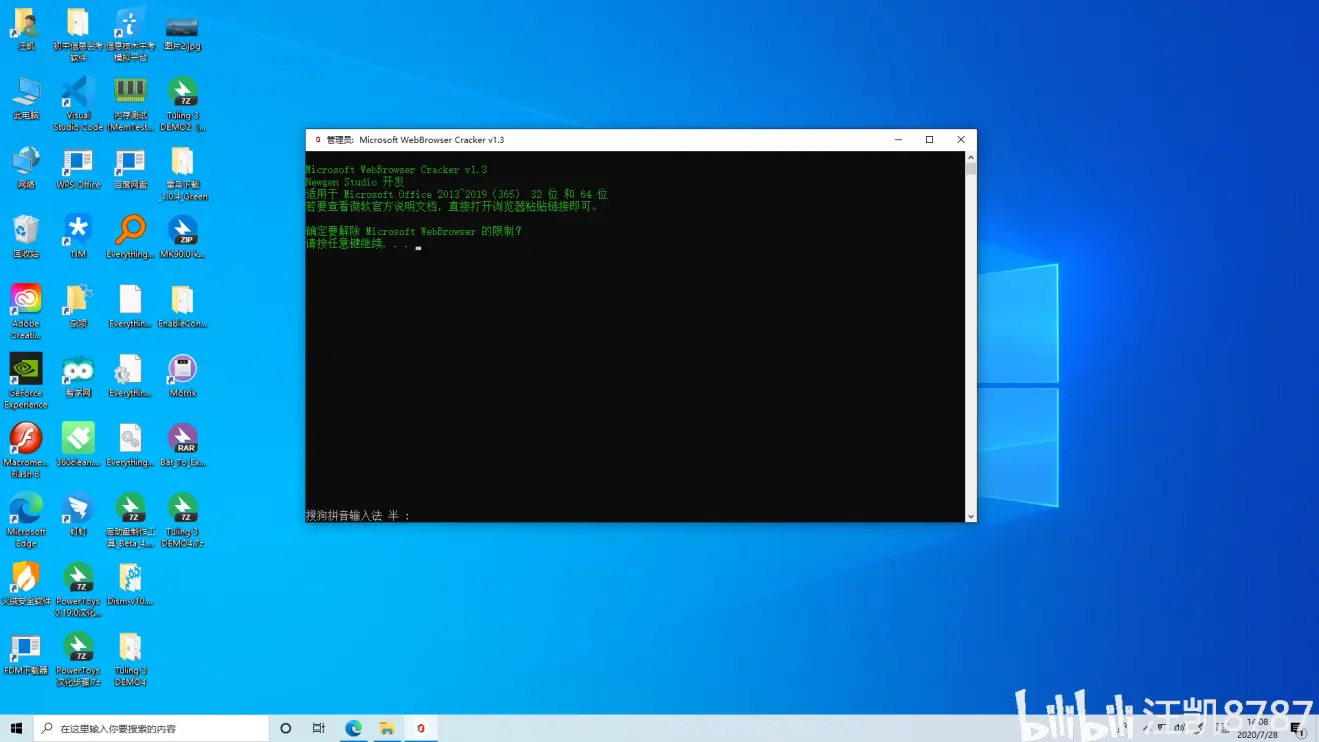 汪凯
初中信息会考
软件
信息技术中考
模拟平台
图片2.jpg
此电脑
Visual
Studio Code
内存测试
(MemTest...
Tuling 3
DEMO2（...
网络
WPS Office
百度网盘
雷鸟下载
_1.0.4_Green
回收站
TIM
Everything...
MK90.0-k...
Adobe
Creati...
Everythin...
EnableCon...
GeForce
Experience
智学网
Everythin...
Motrix
Macrome...
Flash 8
360clean....
Everything...
Bat_To_Ex...
Microsoft
Edge
钉钉
启动盘制作工
具_Beta_4....
Tuling 3
DEMO4.7z
火绒安全软件
PowerToys
0.19.0汉化...
Dism-v10....
FDM下载器
PowerToys
汉化步骤.7z
Tuling 3
DEMO4
管理员: Microsoft WebBrowser Cracker v1.3
Microsoft WebBrowser Cracker v1.3
Newgen Studio 开发
适用于 Microsoft Office 2013~2019（365） 32 位 和 64 位
若要查看微软官方说明文档，直接打开浏览器粘贴链接即可。
确定要解除 Microsoft WebBrowser 的限制？
请按任意键继续. . .
搜狗拼音输入法 半 :
在这里输入你要搜索的内容
bilibili 汪凯8787
14:08
2020/7/28